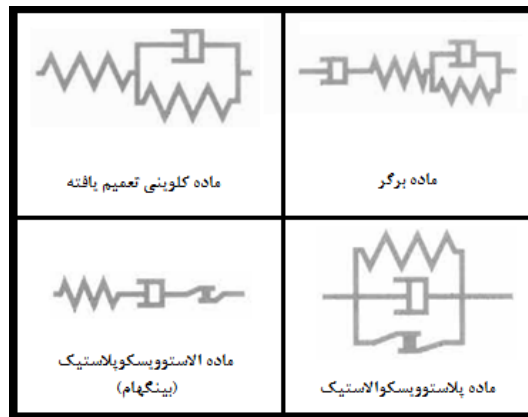 ماده برگر
ماده کلوینی تعمیم یافته
ماده پلاستوویسکوالاستیک
ماده الاستوویسکوپلاستیک
(بینگهام)